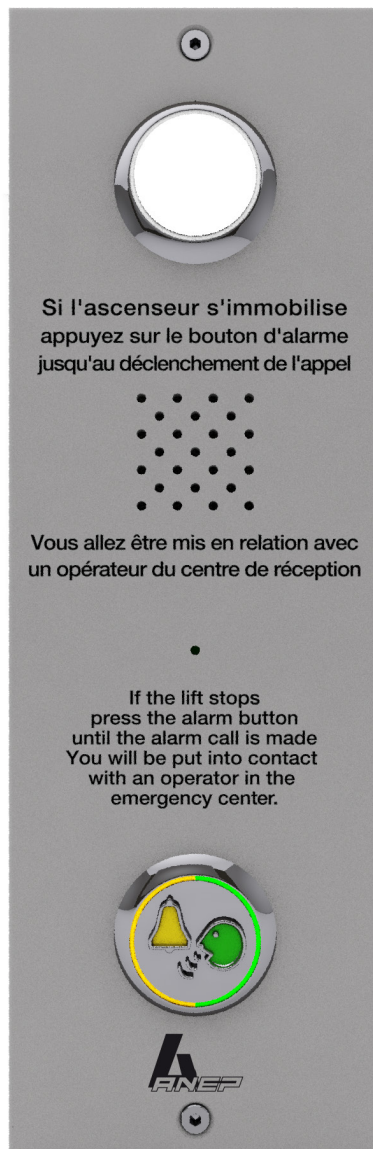 Si l'ascenseur s'immobilise
appuyez sur le bouton d'alarme
jusqu'au déclenchement de l'appel
Vous allez être mis en relation avec
un opérateur du centre de réception
If the lift stops
press the alarm button
until the alarm call is made
You will be put into contact
with an operator in the
emergency center.
ANEP